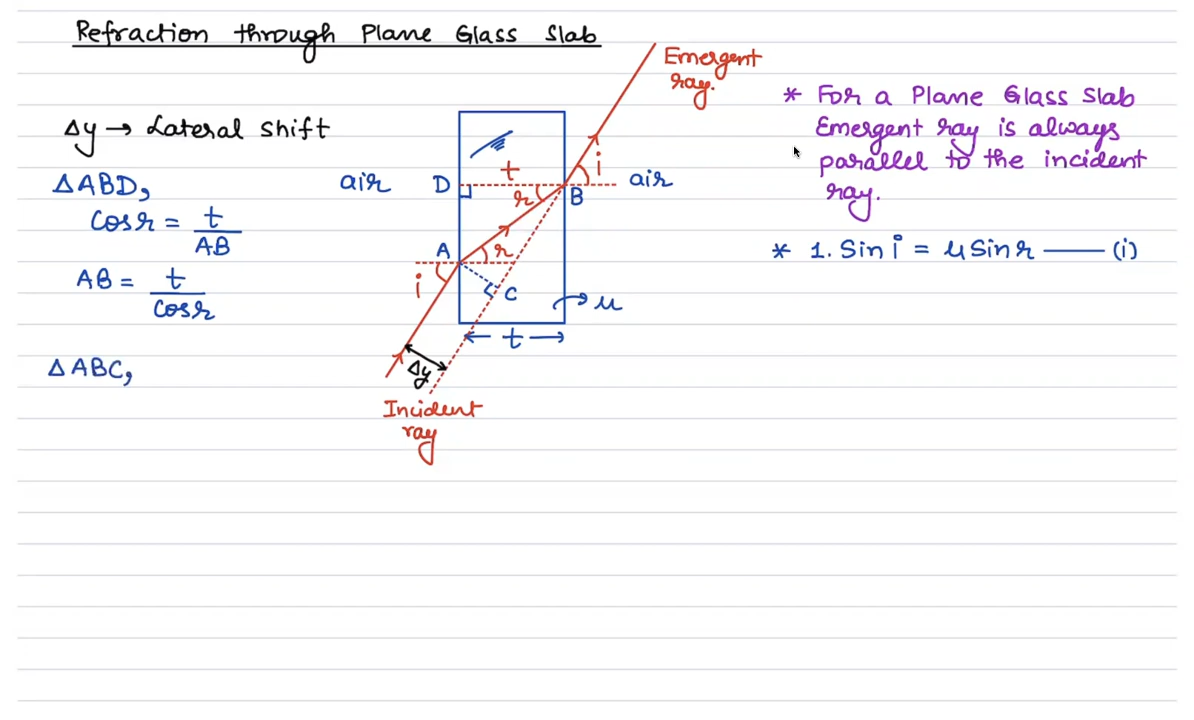 Refraction through Plane Glass Slab
Δy → Lateral Shift
ΔABD,
Cos r = t/AB
AB = t/Cos r
ΔABC,
Emergent
ray.
air
D
t
r
i
B
air
A
r
i
C
μ
t
Δy
Incident
ray
* For a Plane Glass Slab
Emergent ray is always
parallel to the incident
ray.
* 1. Sin i = μ Sin r —— (i)